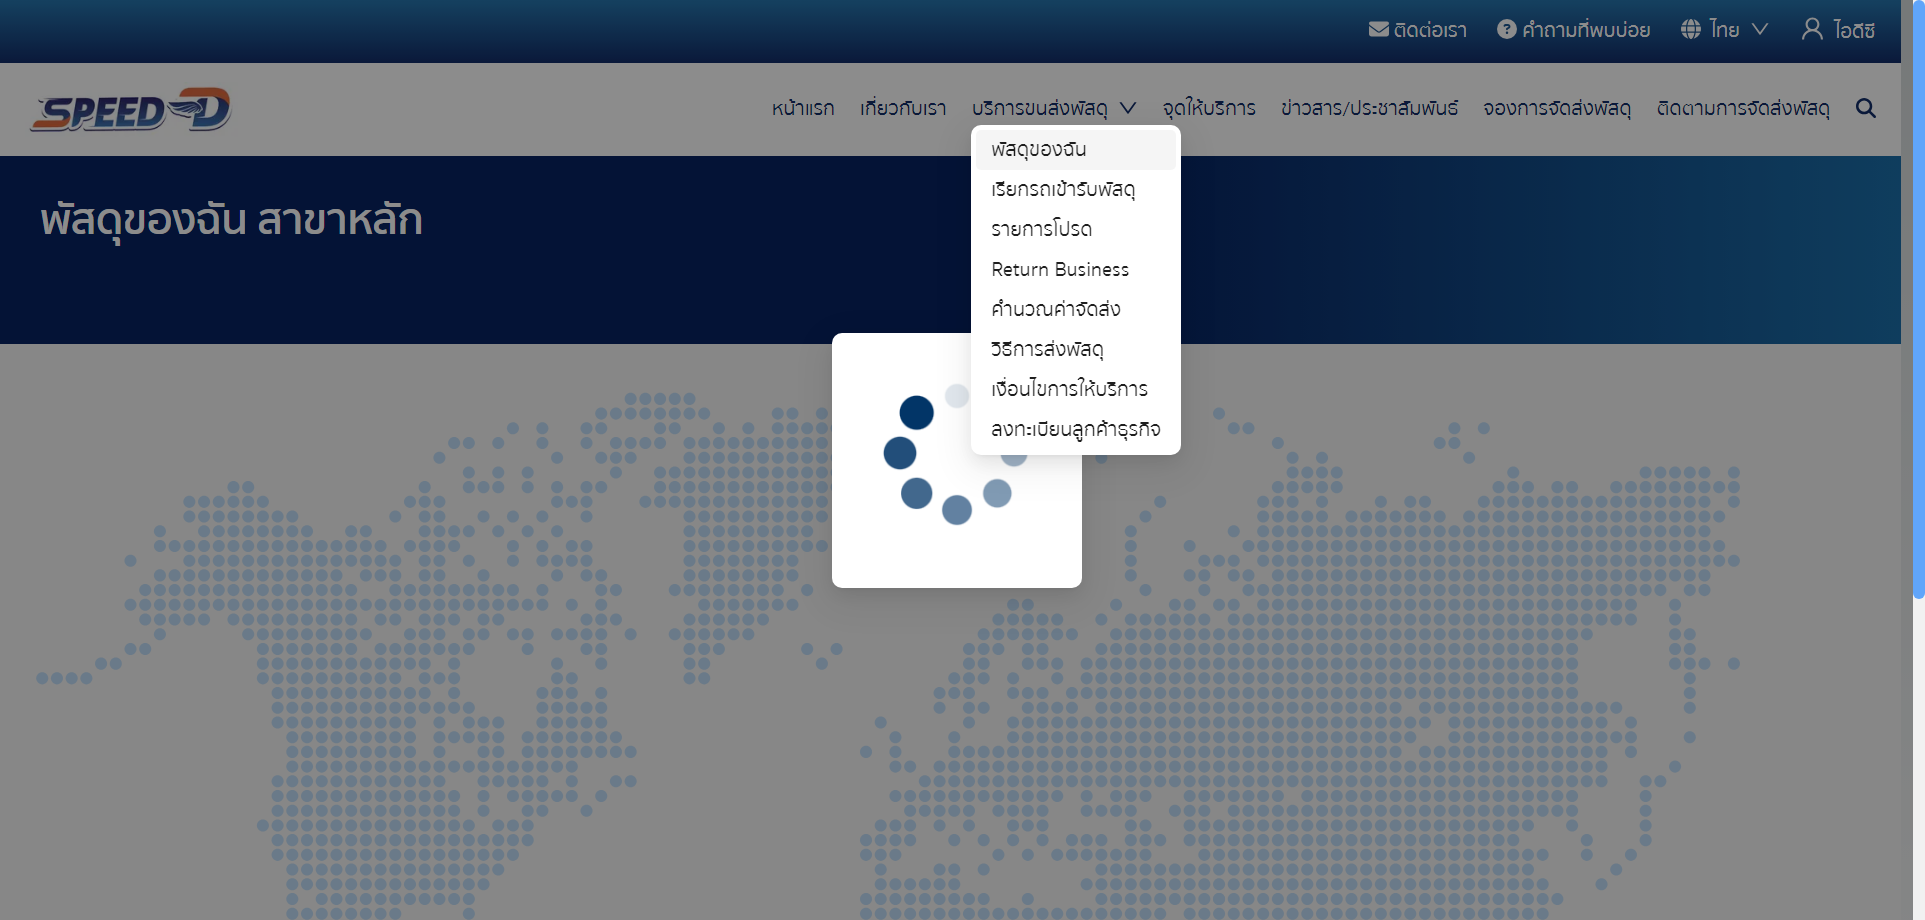 ติดต่อเรา คำถามที่พบบ่อย ไทย ไอดีซี
SPEED D
หน้าแรก เกี่ยวกับเรา บริการขนส่งพัสดุ จุดให้บริการ ข่าวสาร/ประชาสัมพันธ์ จองการจัดส่งพัสดุ ติดตามการจัดส่งพัสดุ
พัสดุของฉัน สาขาหลัก
พัสดุของฉัน
เรียกรถเข้ารับพัสดุ
รายการโปรด
Return Business
คำนวณค่าจัดส่ง
วิธีการส่งพัสดุ
เงื่อนไขการให้บริการ
ลงทะเบียนลูกค้าธุรกิจ